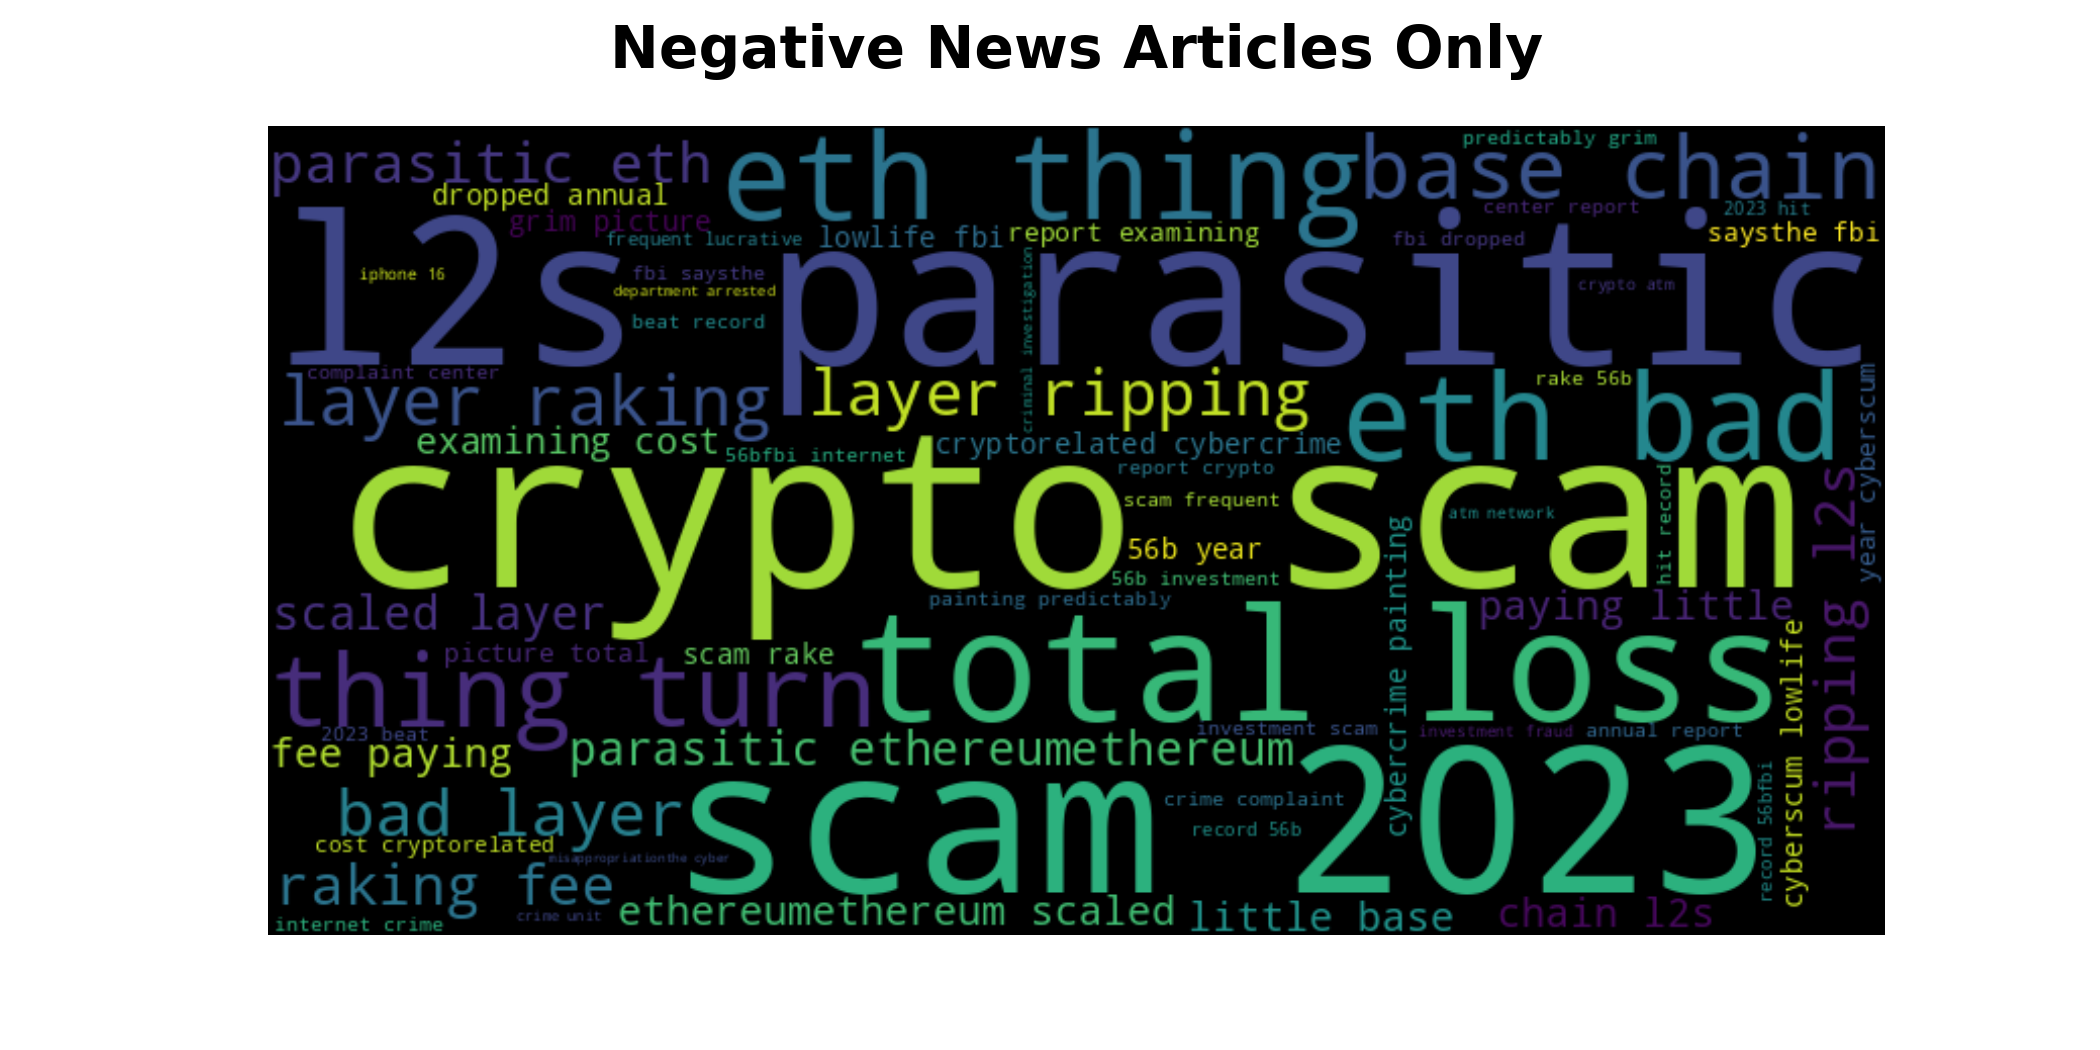 Negative News Articles Only
predictably grim
parasitic eth
eth thing
base chain
dropped annual
center report
2023 hit
grim picture
frequent lucrative
lowlife fbi
report examining
fbi dropped
saysthe fbi
iphone 16
fbi saysthe
department arrested
crypto atm
l2s parasitic
beat record
criminal investigation
complaint center
layer raking
layer ripping
rake 56b
eth bad
year cyberscum
examining cost
56bfbi internet
cryptorelated cybercrime
report crypto
crypto scam
scam frequent
atm network
hit record
ripping l2s
56b year
56b investment
painting predictably
cybercrime painting
scaled layer
paying little
picture total
scam rake
total loss
thing turn
cyberscum lowlife
2023 beat
investment scam
investment fraud
annual report
fee paying
parasitic ethereumethereum
scam 2023
crime complaint
record 56bfbi
bad layer
record 56b
cost cryptorelated
misappropriationthe cyber
raking fee
crime unit
ethereumethereum scaled
little base
chain l2s
internet crime